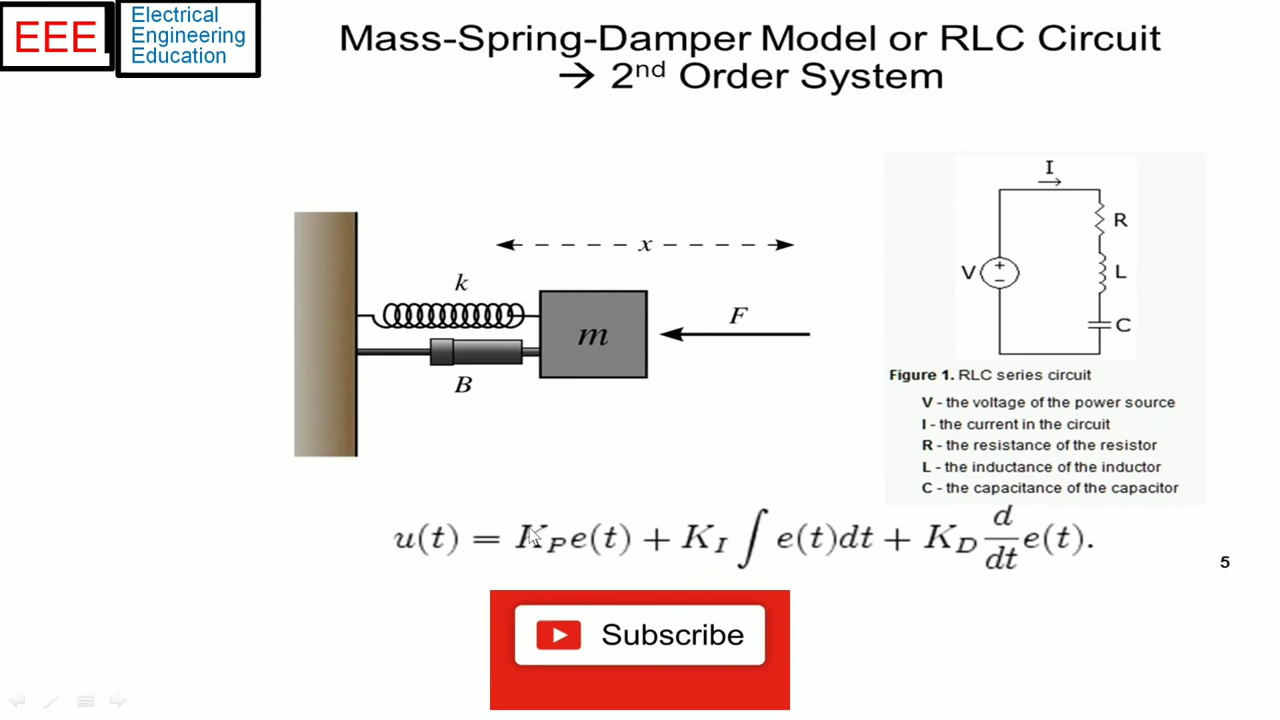 EEE
Electrical
Engineering
Education
Mass-Spring-Damper Model or RLC Circuit
→ 2nd Order System
x
k
m
F
B
I
R
V
+
−
L
C
Figure 1. RLC series circuit
V - the voltage of the power source
I - the current in the circuit
R - the resistance of the resistor
L - the inductance of the inductor
C - the capacitance of the capacitor
u(t) = K_P e(t) + K_I ∫ e(t)dt + K_D d/dt e(t).
5
Subscribe